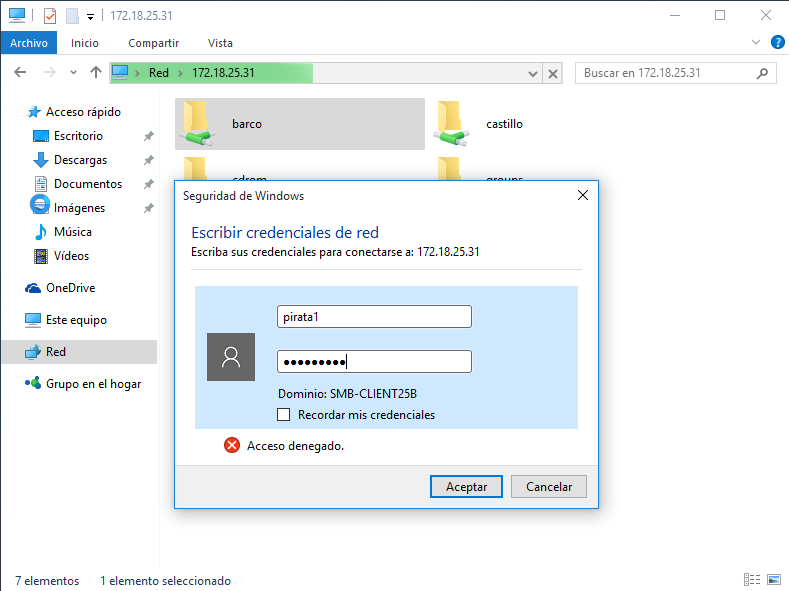 172.18.25.31
Archivo Inicio Compartir Vista
Red 172.18.25.31 Buscar en 172.18.25.31
Acceso rápido
Escritorio
Descargas
Documentos
Imágenes
Música
Vídeos
OneDrive
Este equipo
Red
Grupo en el hogar
barco castillo
cdrom groups
Seguridad de Windows
Escribir credenciales de red
Escriba sus credenciales para conectarse a: 172.18.25.31
pirata1
●●●●●●●●●
Dominio: SMB-CLIENT25B
Recordar mis credenciales
Acceso denegado.
Aceptar Cancelar
7 elementos 1 elemento seleccionado